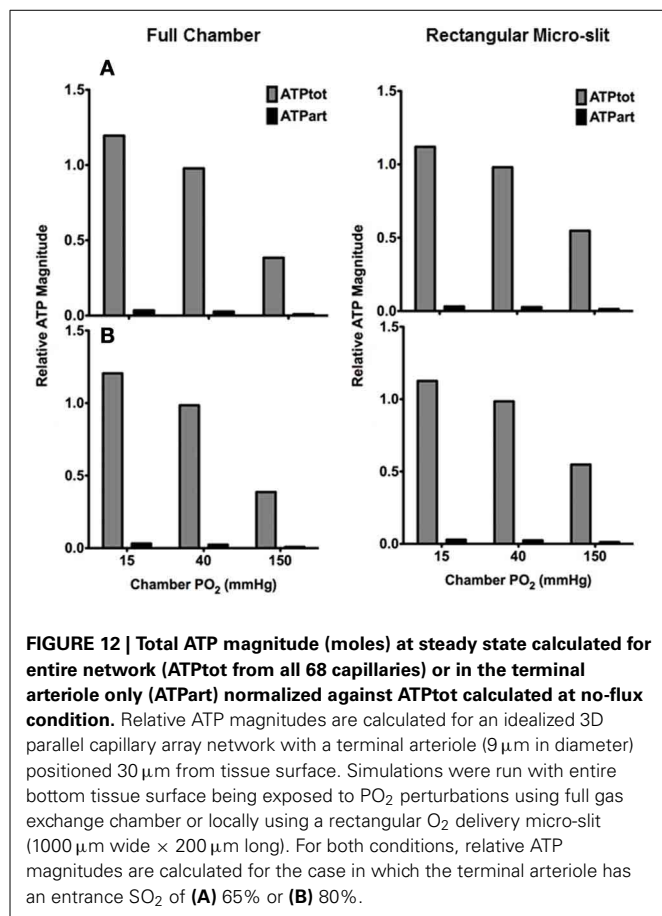 Full Chamber
Rectangular Micro-slit
A
ATPtot
ATPart
ATPtot
ATPart
Relative ATP Magnitude
1.5
1.0
0.5
0.0
Relative ATP Magnitude
1.5
1.0
0.5
0.0
B
Relative ATP Magnitude
1.5
1.0
0.5
0.0
15
40
150
Chamber PO₂ (mmHg)
Relative ATP Magnitude
1.5
1.0
0.5
0.0
15
40
150
Chamber PO₂ (mmHg)
FIGURE 12 | Total ATP magnitude (moles) at steady state calculated for
entire network (ATPtot from all 68 capillaries) or in the terminal
arteriole only (ATPart) normalized against ATPtot calculated at no-flux
condition. Relative ATP magnitudes are calculated for an idealized 3D
parallel capillary array network with a terminal arteriole (9 μm in diameter)
positioned 30 μm from tissue surface. Simulations were run with entire
bottom tissue surface being exposed to PO₂ perturbations using full gas
exchange chamber or locally using a rectangular O₂ delivery micro-slit
(1000 μm wide × 200 μm long). For both conditions, relative ATP
magnitudes are calculated for the case in which the terminal arteriole has
an entrance SO₂ of (A) 65% or (B) 80%.